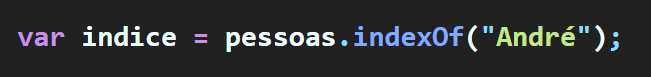 var indice = pessoas.indexOf("André");